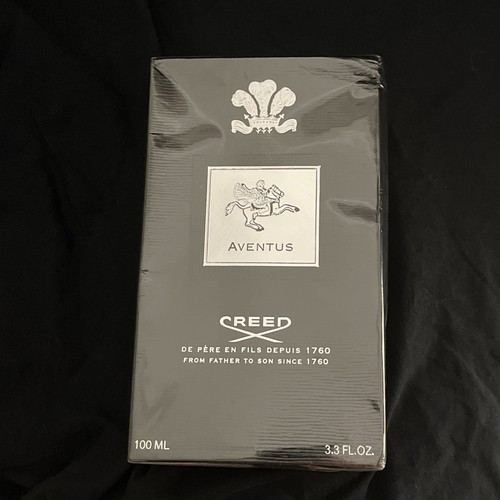 AVENTUS
CREED
DE PÈRE EN FILS DEPUIS 1760
FROM FATHER TO SON SINCE 1760
100 ML 3.3 FL.OZ.